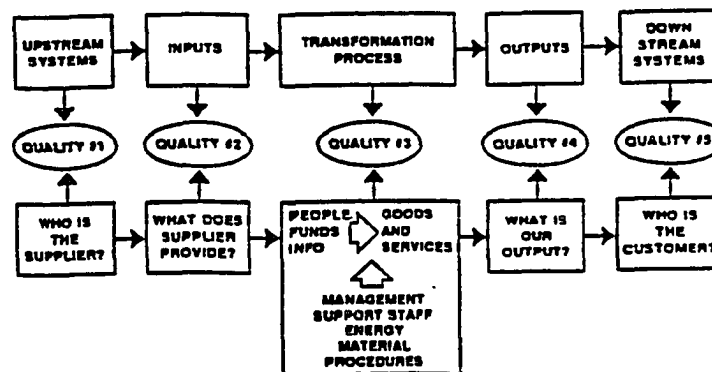 UPSTREAM
SYSTEMS
INPUTS
TRANSFORMATION
PROCESS
OUTPUTS
DOWN
STREAM
SYSTEMS
QUALITY #1
QUALITY #2
QUALITY #3
QUALITY #4
QUALITY #5
WHO IS
THE
SUPPLIER?
WHAT DOES
SUPPLIER
PROVIDE?
PEOPLE
FUNDS
INFO
GOODS
AND
SERVICES
MANAGEMENT
SUPPORT STAFF
ENERGY
MATERIAL
PROCEDURES
WHAT IS
OUR
OUTPUT?
WHO IS
THE
CUSTOMER?